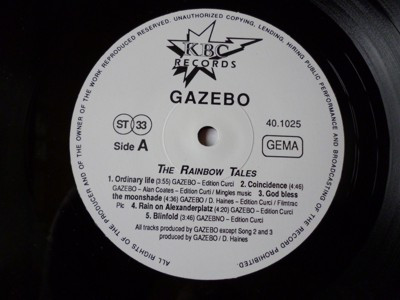 KBC
RECORDS
GAZEBO
ST 33
40.1025
Side A
GEMA
The Rainbow Tales
1. Ordinary life (3:55) GAZEBO – Edition Curci 2. Coincidence (4:46)
GAZEBO – Alan Coates – Edition Curci / Mingles music 3. God bless
the moonshade (4:36) GAZEBO / D. Haines – Edition Curci / Filmtrac
Plc 4. Rain on Alexanderplatz (4:20) GAZEBO – Edition Curci
5. Blinfold (3:46) GAZEBNO – Edizioni Curci
All tracks produced by GAZEBO except Song 2 and 3
produced by GAZEBO / D. Haines
ALL RIGHTS OF THE PRODUCERS AND OF THE OWNER OF THE WORK REPRODUCED RESERVED. UNAUTHORIZED COPYING, LENDING, HIRING PUBLIC PERFORMANCE AND BROADCASTING OF THE RECORD PROHIBITED.